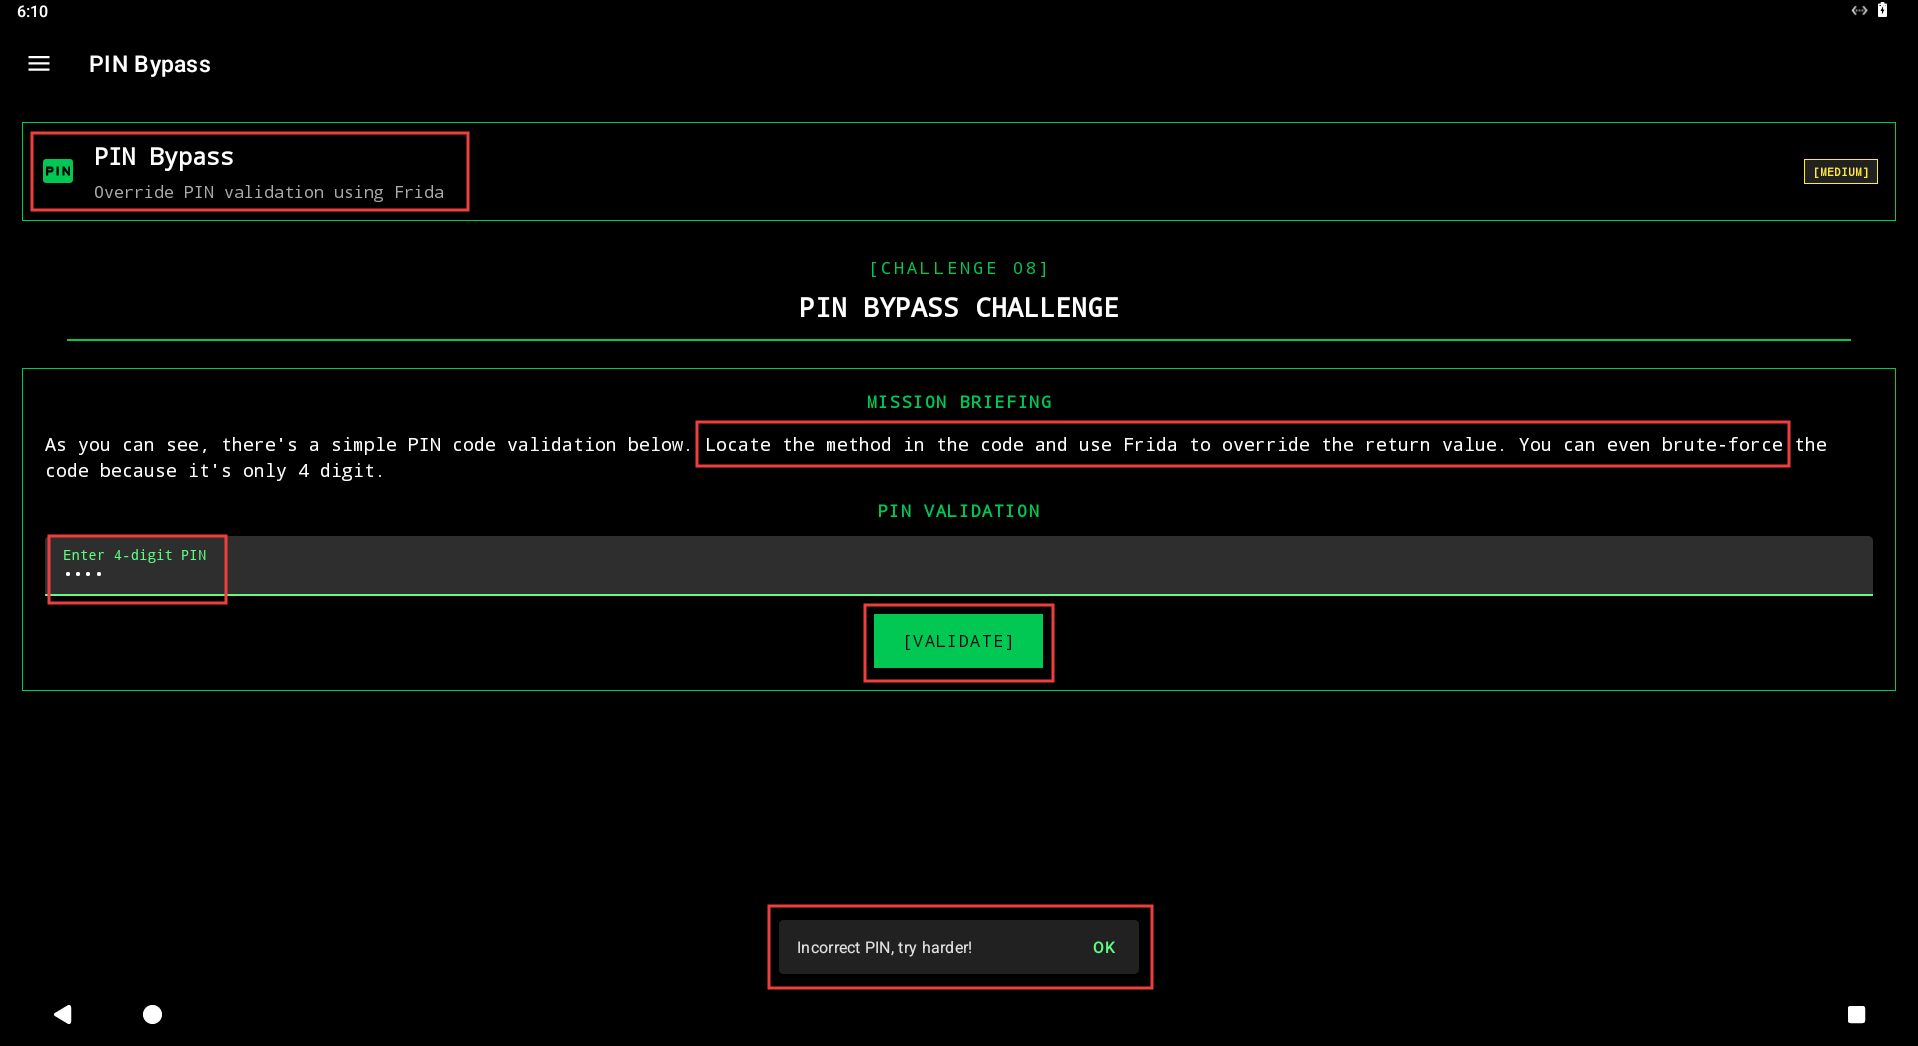 6:10
PIN Bypass
PIN
PIN Bypass
Override PIN validation using Frida
[MEDIUM]
[CHALLENGE 08]
PIN BYPASS CHALLENGE
MISSION BRIEFING
As you can see, there's a simple PIN code validation below. Locate the method in the code and use Frida to override the return value. You can even brute-force the
code because it's only 4 digit.
PIN VALIDATION
Enter 4-digit PIN
••••
[VALIDATE]
Incorrect PIN, try harder!
OK